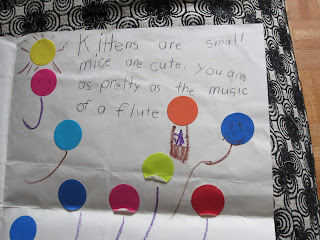 Kittens are small.
mice are cute. You are
as pretty as the music
of a flute